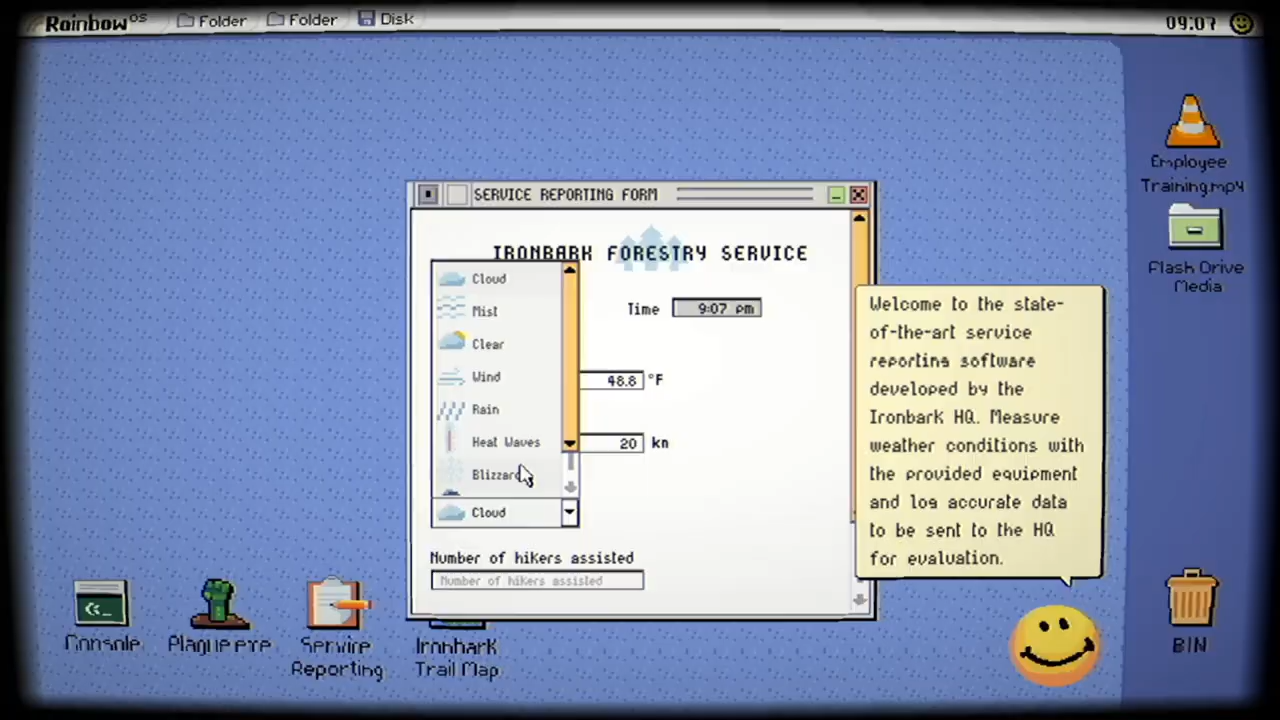 RainbowOS
Folder
Folder
Disk
09:07
Employee
Training.mp4
Flash Drive
Media
SERVICE REPORTING FORM
IRONBARK FORESTRY SERVICE
Time
9:07 pm
Cloud
Mist
Clear
Wind
Rain
Heat Waves
Blizzard
48.8 °F
20 kn
Cloud
Number of hikers assisted
Number of hikers assisted
Welcome to the state-
of-the-art service
reporting software
developed by the
Ironbark HQ. Measure
weather conditions with
the provided equipment
and log accurate data
to be sent to the HQ
for evaluation.
Console
Plague.exe
Service
Reporting
Ironbark
Trail Map
BIN